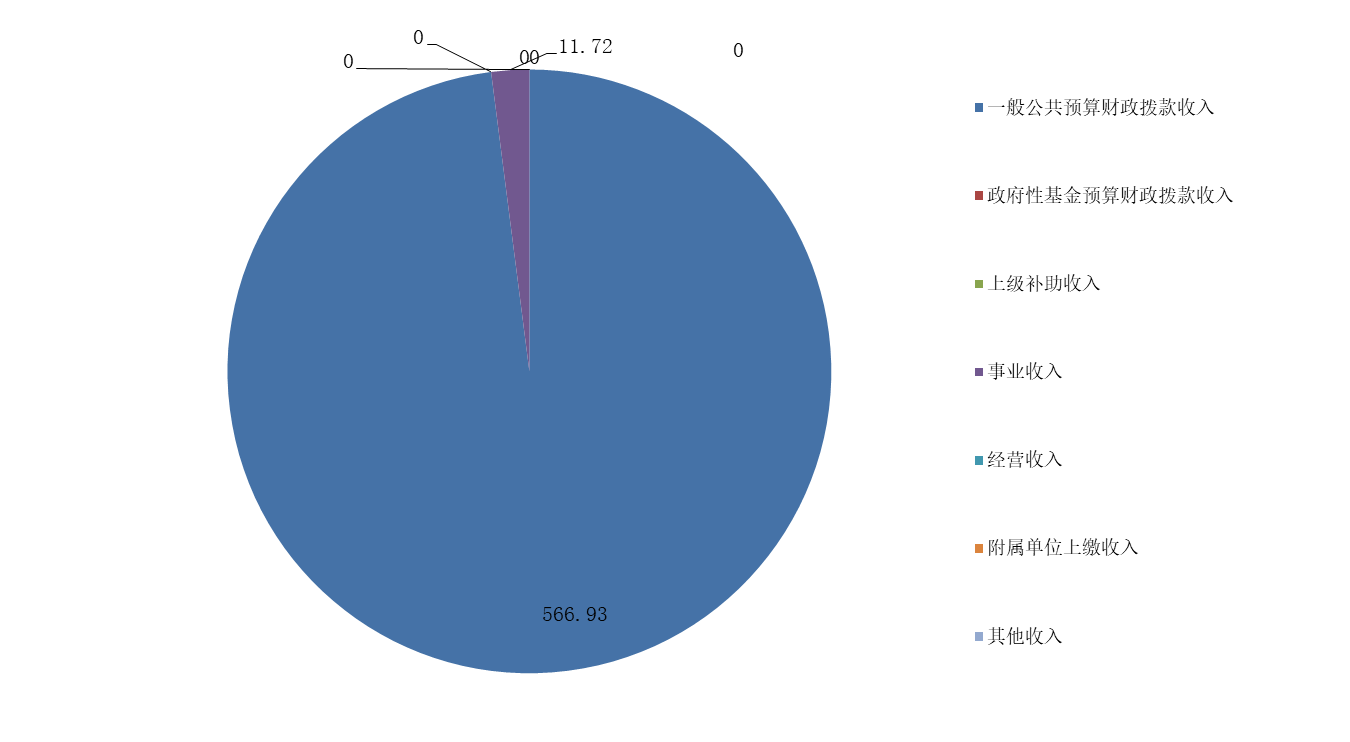 0
0
00
11.72
0
566.93
一般公共预算财政拨款收入
政府性基金预算财政拨款收入
上级补助收入
事业收入
经营收入
附属单位上缴收入
其他收入